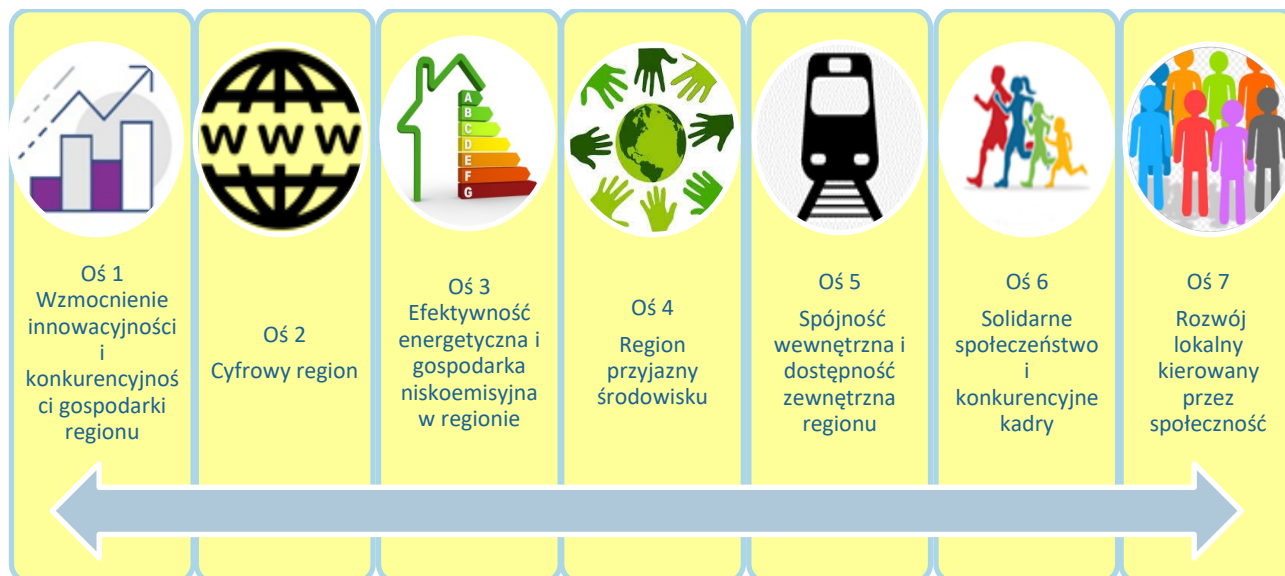 WWW
A
B
C
D
E
F
G
Oś 1
Wzmocnienie
innowacyjności
i
konkurencyjnoś
ci gospodarki
regionu
Oś 2
Cyfrowy region
Oś 3
Efektywność
energetyczna i
gospodarka
niskoemisyjna
w regionie
Oś 4
Region
przyjazny
środowisku
Oś 5
Spójność
wewnętrzna i
dostępność
zewnętrzna
regionu
Oś 6
Solidarne
społeczeństwo
i
konkurencyjne
kadry
Oś 7
Rozwój
lokalny
kierowany
przez
społeczność